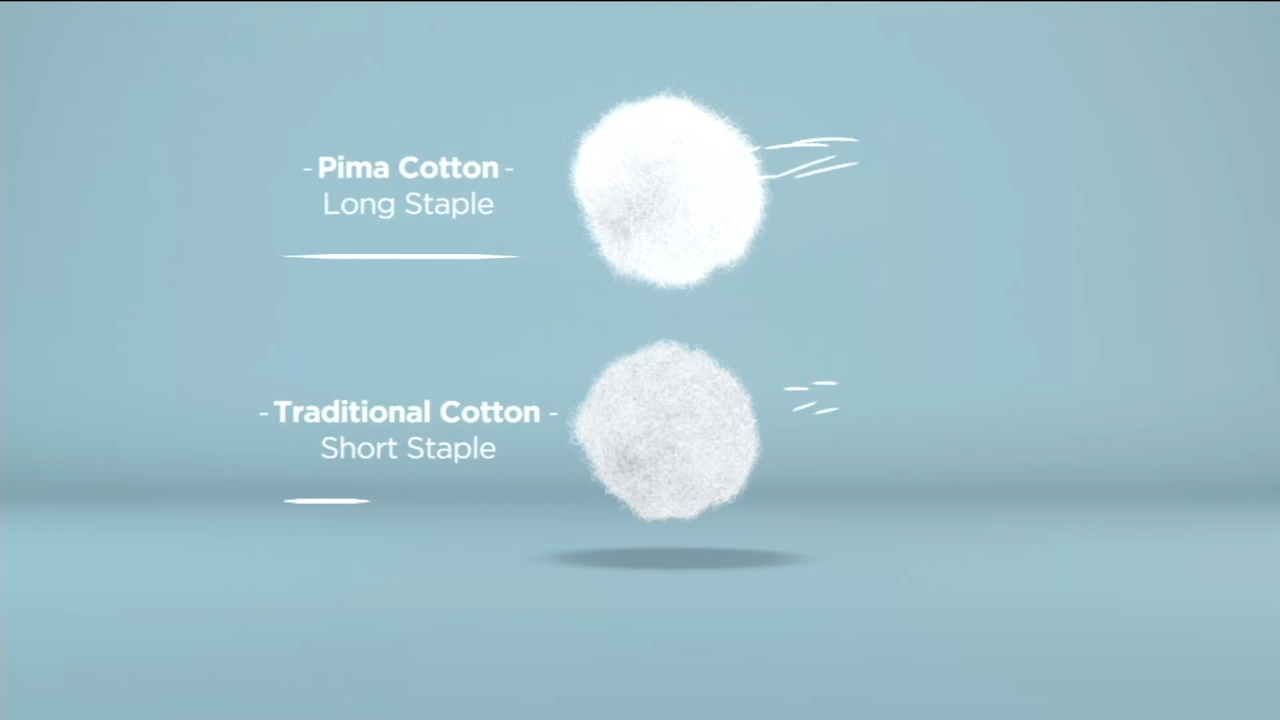 - Pima Cotton -
Long Staple
- Traditional Cotton -
Short Staple